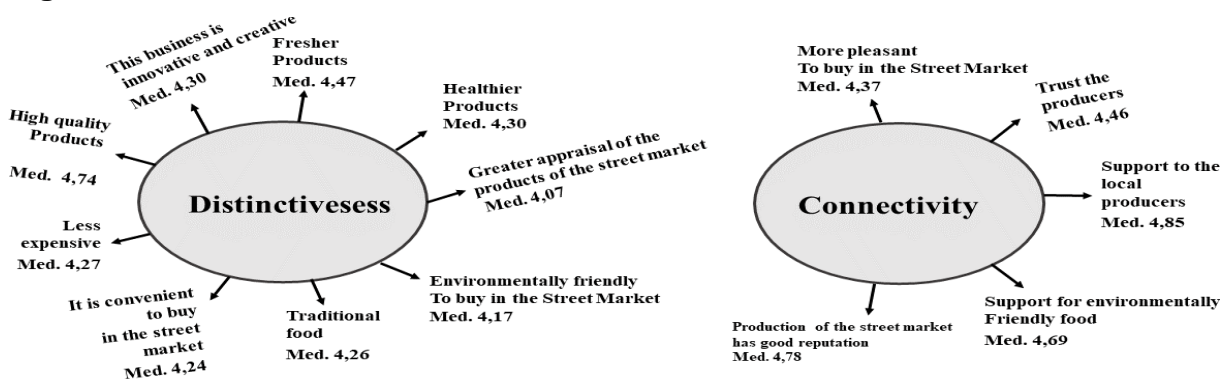 This business is
innovative and creative
Med. 4,30
Fresher
Products
Med. 4,47
Healthier
Products
Med. 4,30
High quality
Products
Med. 4,74
Greater appraisal of the
products of the street market
Med. 4,07
Distinctivesess
Less
expensive
Med. 4,27
Environmentally friendly
To buy in the Street Market
Med. 4,17
It is convenient
to buy
in the street
market
Med. 4,24
Traditional
food
Med. 4,26
More pleasant
To buy in the Street Market
Med. 4,37
Trust the
producers
Med. 4,46
Support to the
local
producers
Med. 4,85
Connectivity
Support for environmentally
Friendly food
Med. 4,69
Production of the street market
has good reputation
Med. 4,78